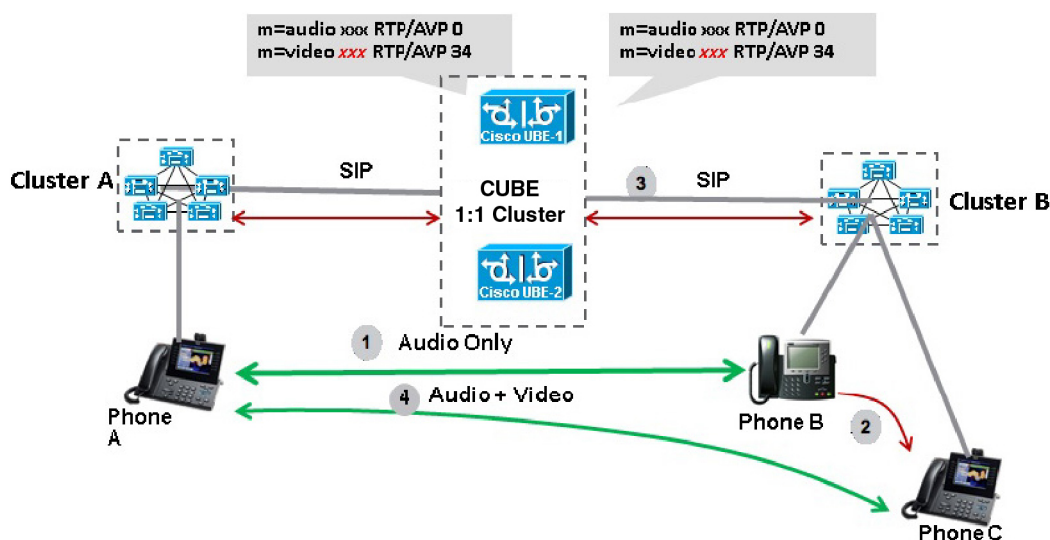 m=audio xxx RTP/AVP 0
m=video xxx RTP/AVP 34
m=audio xxx RTP/AVP 0
m=video xxx RTP/AVP 34
Cisco UBE-1
Cluster A
SIP
CUBE
1:1 Cluster
3
SIP
Cluster B
Cisco UBE-2
1
Audio Only
4
Audio + Video
Phone
A
Phone B
2
Phone C